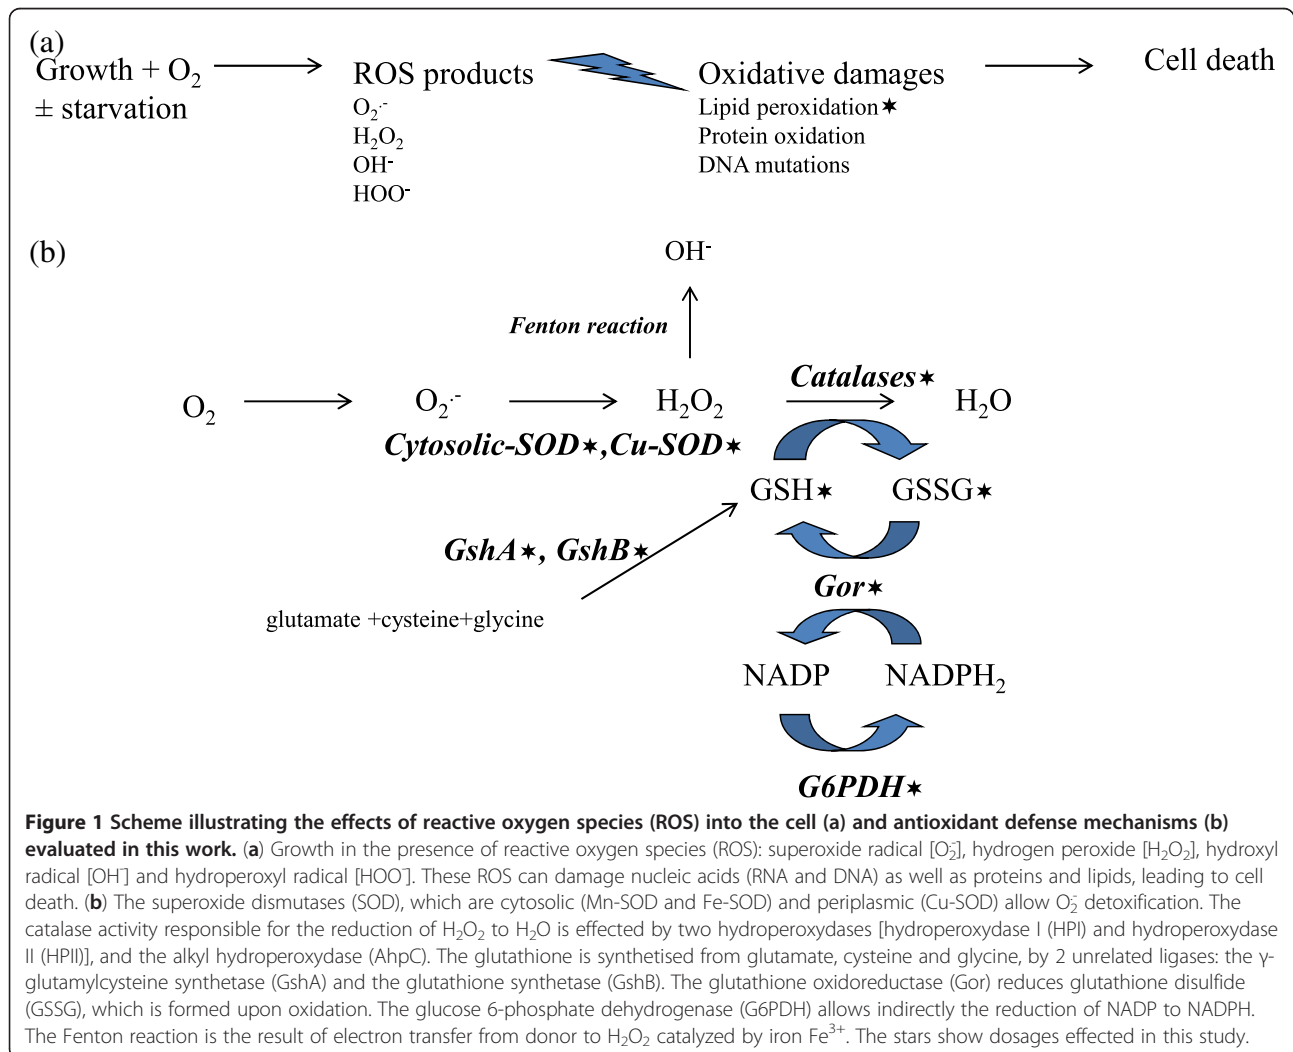 (a)
Growth + O₂ ROS products Oxidative damages Cell death
± starvation
O₂·⁻ Lipid peroxidation★
H₂O₂ Protein oxidation
OH⁻ DNA mutations
HOO⁻
(b)
OH⁻
Fenton reaction
Catalases★
O₂ O₂·⁻ H₂O₂ H₂O
Cytosolic-SOD★,Cu-SOD★
GSH★ GSSG★
GshA★, GshB★
Gor★
glutamate +cysteine+glycine
NADP NADPH₂
G6PDH★
Figure 1 Scheme illustrating the effects of reactive oxygen species (ROS) into the cell (a) and antioxidant defense mechanisms (b)
evaluated in this work. (a) Growth in the presence of reactive oxygen species (ROS): superoxide radical [O₂⁻], hydrogen peroxide [H₂O₂], hydroxyl
radical [OH⁻] and hydroperoxyl radical [HOO⁻]. These ROS can damage nucleic acids (RNA and DNA) as well as proteins and lipids, leading to cell
death. (b) The superoxide dismutases (SOD), which are cytosolic (Mn-SOD and Fe-SOD) and periplasmic (Cu-SOD) allow O₂⁻ detoxification. The
catalase activity responsible for the reduction of H₂O₂ to H₂O is effected by two hydroperoxydases [hydroperoxydase I (HPI) and hydroperoxydase
II (HPII)], and the alkyl hydroperoxydase (AhpC). The glutathione is synthetised from glutamate, cysteine and glycine, by 2 unrelated ligases: the γ-
glutamylcysteine synthetase (GshA) and the glutathione synthetase (GshB). The glutathione oxidoreductase (Gor) reduces glutathione disulfide
(GSSG), which is formed upon oxidation. The glucose 6-phosphate dehydrogenase (G6PDH) allows indirectly the reduction of NADP to NADPH.
The Fenton reaction is the result of electron transfer from donor to H₂O₂ catalyzed by iron Fe³⁺. The stars show dosages effected in this study.